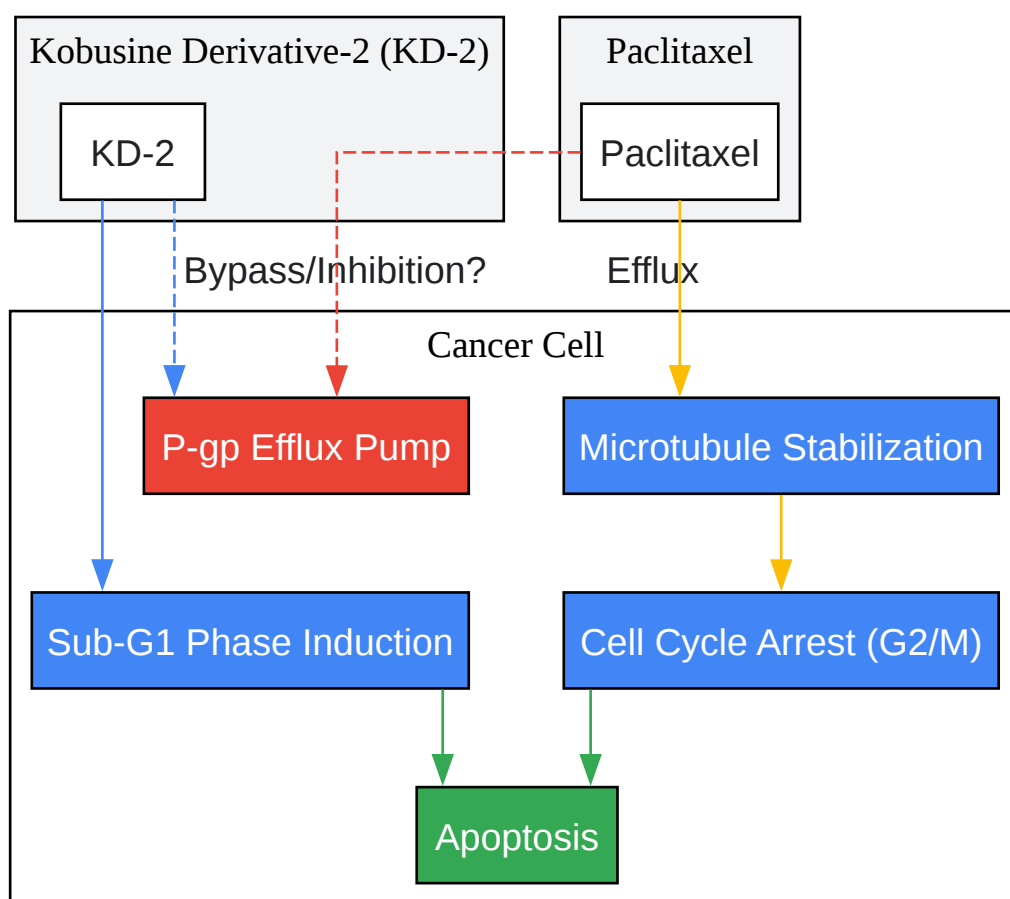 Kobusine Derivative-2 (KD-2)
Paclitaxel
KD-2
Paclitaxel
Bypass/Inhibition?
Efflux
Cancer Cell
P-gp Efflux Pump
Microtubule Stabilization
Sub-G1 Phase Induction
Cell Cycle Arrest (G2/M)
Apoptosis